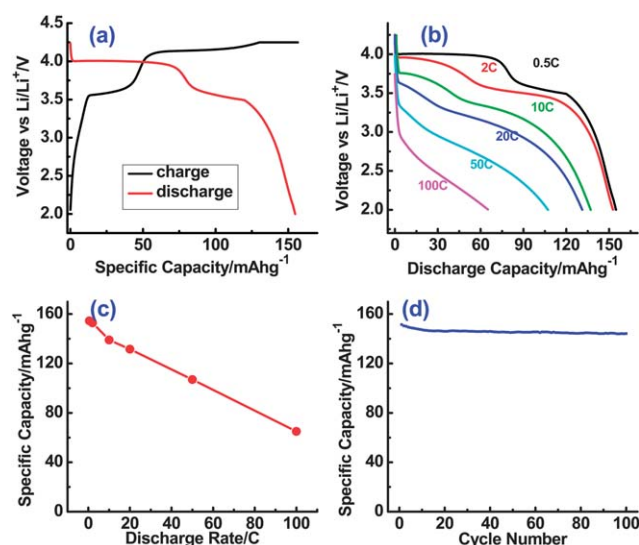 (a)
4.5
4.0
3.5
3.0
2.5
2.0
Voltage vs Li/Li⁺/V
charge
discharge
0 50 100 150
Specific Capacity/mAhg⁻¹
(b)
4.5
4.0
3.5
3.0
2.5
2.0
Voltage vs Li/Li⁺/V
0.5C
2C
10C
20C
50C
100C
0 30 60 90 120 150
Discharge Capacity/mAhg⁻¹
(c)
160
120
80
40
0
Specific Capacity/mAhg⁻¹
0 20 40 60 80 100
Discharge Rate/C
(d)
160
120
80
40
0
Specific Capacity/mAhg⁻¹
0 20 40 60 80 100
Cycle Number